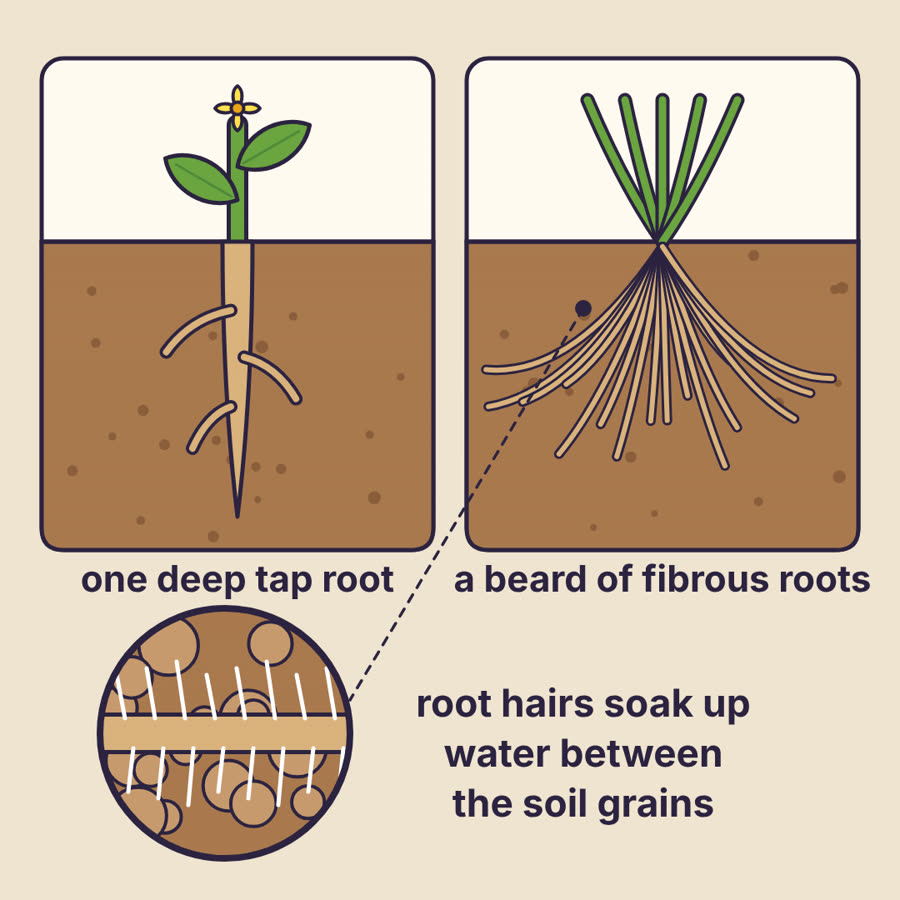 one deep tap root
a beard of fibrous roots
root hairs soak up
water between
the soil grains